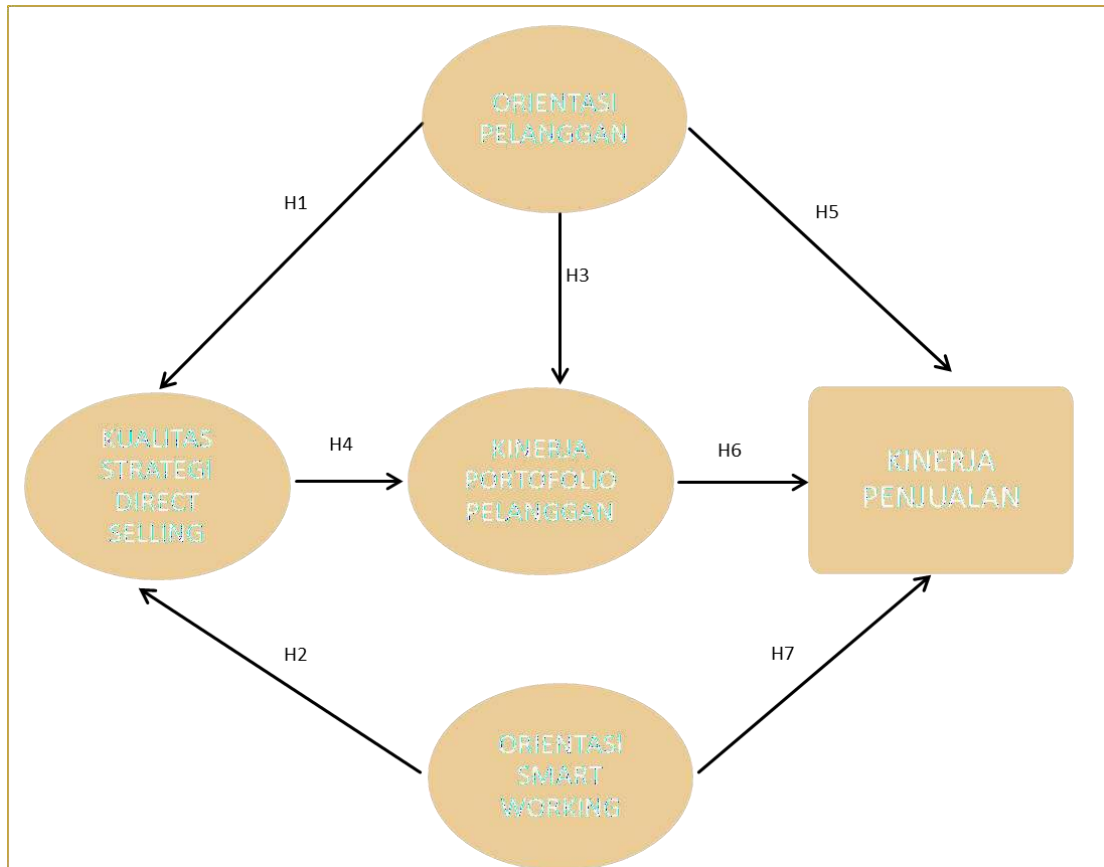 ORIENTASI
PELANGGAN
H1
H5
H3
KUALITAS
STRATEGI
DIRECT
SELLING
H4
KINERJA
PORTOFOLIO
PELANGGAN
H6
KINERJA
PENJUALAN
H2
H7
ORIENTASI
SMART
WORKING